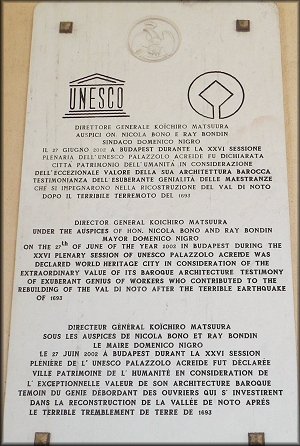 UNESCO
DIRETTORE GENERALE KOÏCHIRO MATSUURA
AUSPICI ON. NICOLA BONO E RAY BONDIN
SINDACO DOMENICO NIGRO
IL 27 GIUGNO 2002 A BUDAPEST DURANTE LA XXVI SESSIONE
PLENARIA DELL'UNESCO PALAZZOLO ACREIDE FU DICHIARATA
CITTÀ PATRIMONIO DELL'UMANITÀ IN CONSIDERAZIONE
DELL'ECCEZIONALE VALORE DELLA SUA ARCHITETTURA BAROCCA
TESTIMONIANZA DELL'ESUBERANTE GENIALITÀ DELLE MAESTRANZE
CHE SI IMPEGNARONO NELLA RICOSTRUZIONE DEL VAL DI NOTO
DOPO IL TERRIBILE TERREMOTO DEL 1693
DIRECTOR GENERAL KOÏCHIRO MATSUURA
UNDER THE AUSPICES OF HON. NICOLA BONO AND RAY BONDIN
MAYOR DOMENICO NIGRO
ON THE 27th OF JUNE OF THE YEAR 2002 IN BUDAPEST DURING THE
XXVI PLENARY SESSION OF UNESCO PALAZZOLO ACREIDE WAS
DECLARED WORLD HERITAGE CITY IN CONSIDERATION OF THE
EXTRAORDINARY VALUE OF ITS BAROQUE ARCHITECTURE TESTIMONY
OF EXUBERANT GENIUS OF WORKERS WHO CONTRIBUTED TO THE
REBUILDING OF THE VAL DI NOTO AFTER THE TERRIBLE EARTHQUAKE
OF 1693
DIRECTEUR GÉNÉRAL KOÏCHIRO MATSUURA
SOUS LES AUSPICES DE NICOLA BONO ET RAY BONDIN
LE MAIRE DOMENICO NIGRO
LE 27 JUIN 2002 À BUDAPEST DURANT LA XXVI SESSION
PLENIÈRE DE L' UNESCO PALAZZOLO ACREIDE FUT DÉCLARÉE
VILLE PATRIMOINE DE L' HUMANITÉ EN CONSIDERATION DE
L' EXCEPTIONNELLE VALEUR DE SON ARCHITECTURE BAROQUE
TEMOIN DU GENIE DÉBORDANT DES OUVRIERS QUI S' INVESTIRENT
DANS LA RECONSTRUCTION DE LA VALLÉE DE NOTO APRÈS
LE TERRIBLE TREMBLEMENT DE TERRE DE 1693